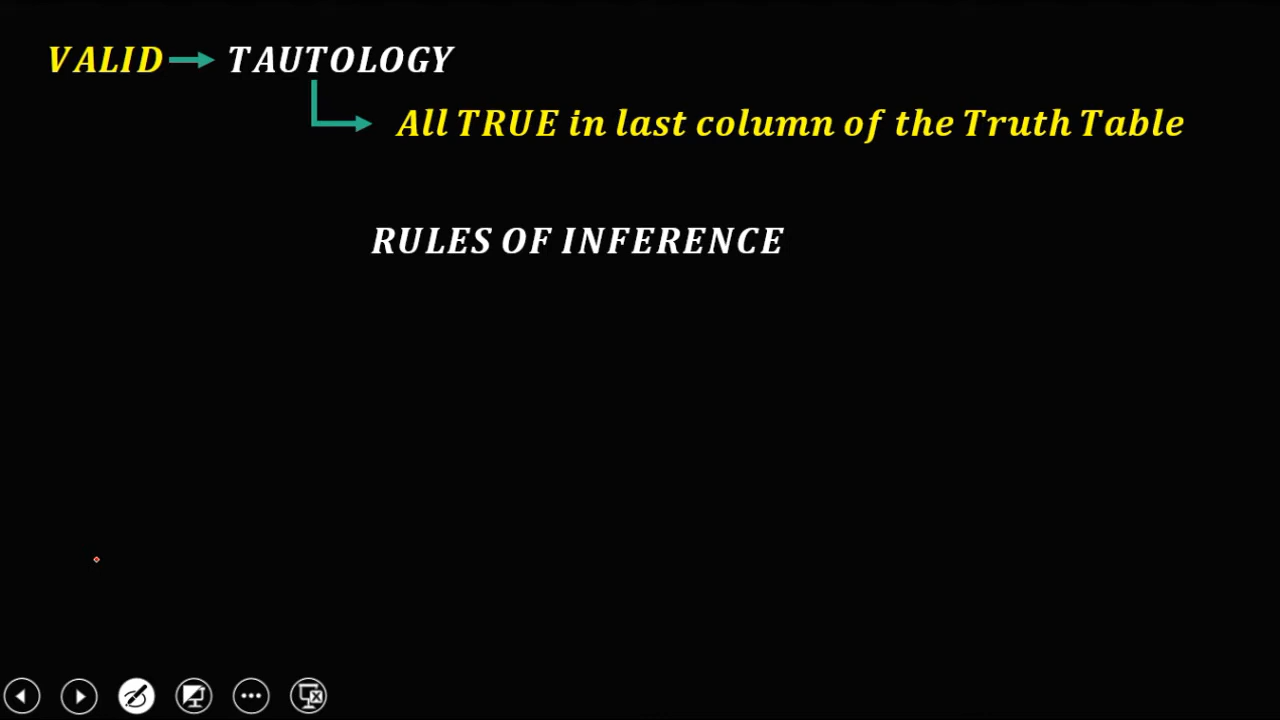 VALID → TAUTOLOGY
All TRUE in last column of the Truth Table
RULES OF INFERENCE